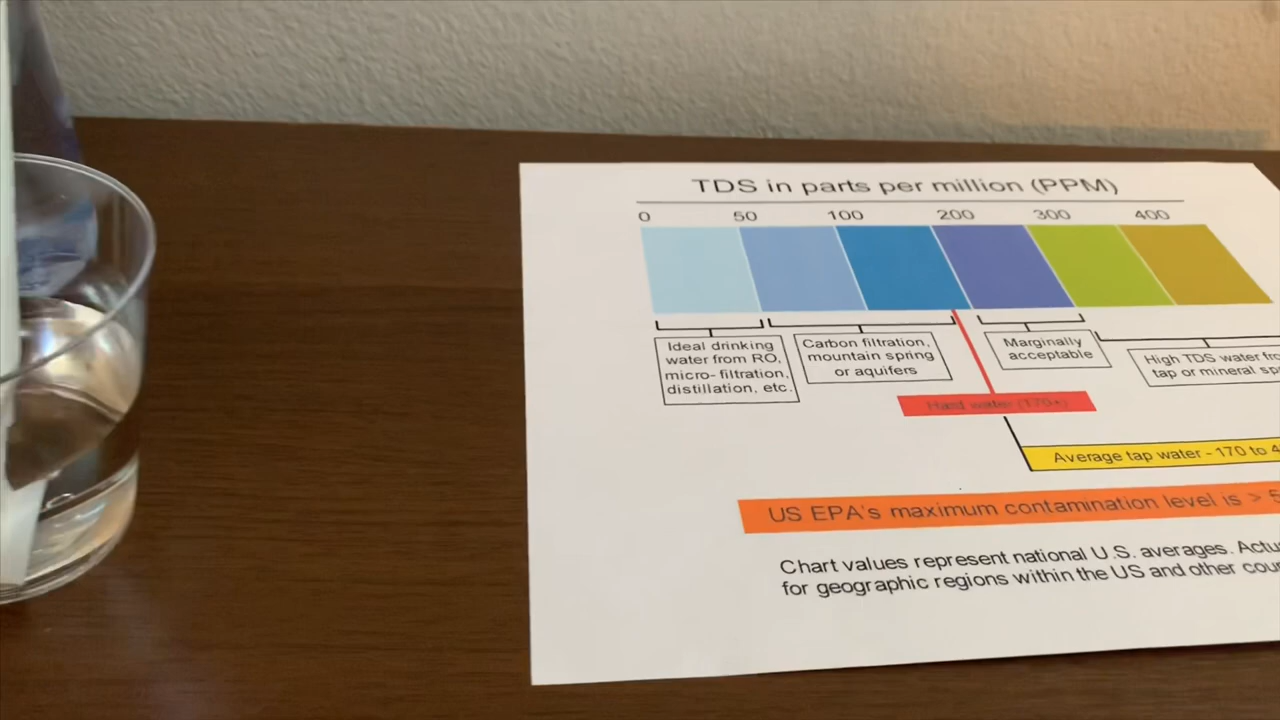 TDS in parts per million (PPM)
0 50 100 200 300 400
Ideal drinking
water from RO,
micro- filtration,
distillation, etc.
Carbon filtration,
mountain spring
or aquifers
Marginally
acceptable
High TDS water
tap or mineral
Hard water (170+)
Average tap water - 170 to
US EPA's maximum contamination level is >
Chart values represent national U.S. averages.
for geographic regions within the US and other